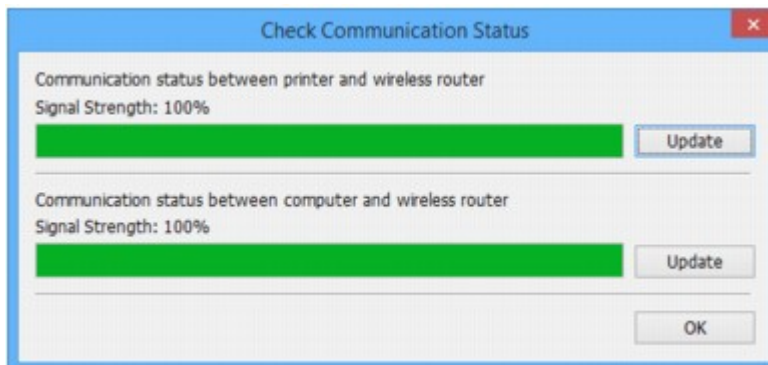 Check Communication Status
Communication status between printer and wireless router
Signal Strength: 100%
Update
Communication status between computer and wireless router
Signal Strength: 100%
Update
OK